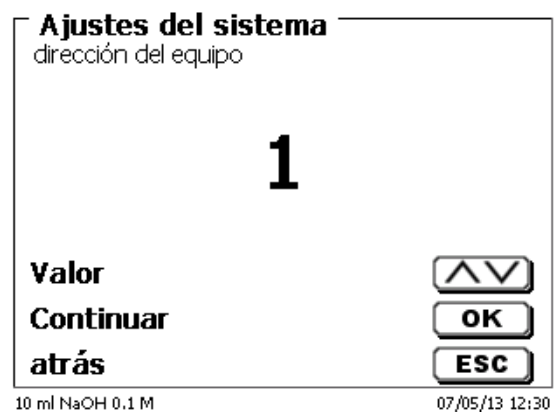 Ajustes del sistema
dirección del equipo
1
Valor
Continuar OK
atrás ESC
10 ml NaOH 0.1 M 07/05/13 12:30